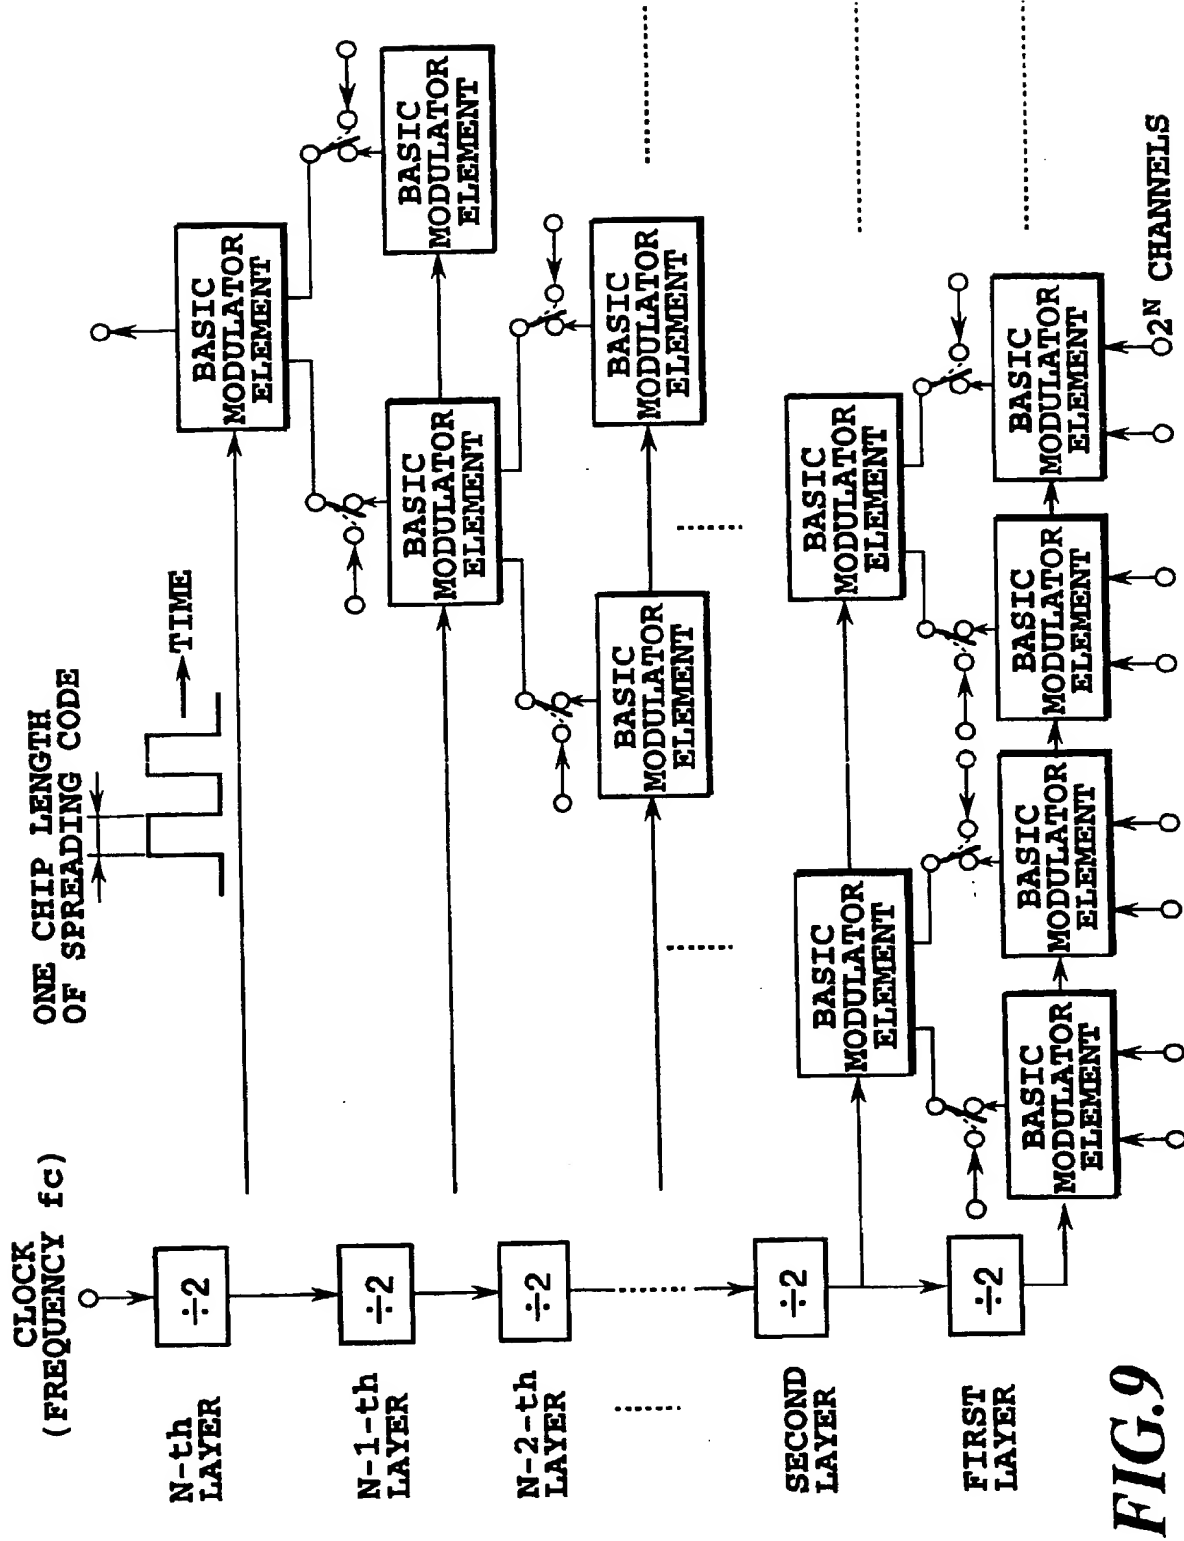 CLOCK
(FREQUENCY fc)
ONE CHIP LENGTH
OF SPREADING CODE
TIME
N-th
LAYER
÷2
BASIC
MODULATOR
ELEMENT
N-1-th
LAYER
÷2
BASIC
MODULATOR
ELEMENT
BASIC
MODULATOR
ELEMENT
N-2-th
LAYER
÷2
BASIC
MODULATOR
ELEMENT
BASIC
MODULATOR
ELEMENT
SECOND
LAYER
÷2
BASIC
MODULATOR
ELEMENT
BASIC
MODULATOR
ELEMENT
FIRST
LAYER
÷2
BASIC
MODULATOR
ELEMENT
BASIC
MODULATOR
ELEMENT
BASIC
MODULATOR
ELEMENT
BASIC
MODULATOR
ELEMENT
2ᴺ CHANNELS
FIG.9